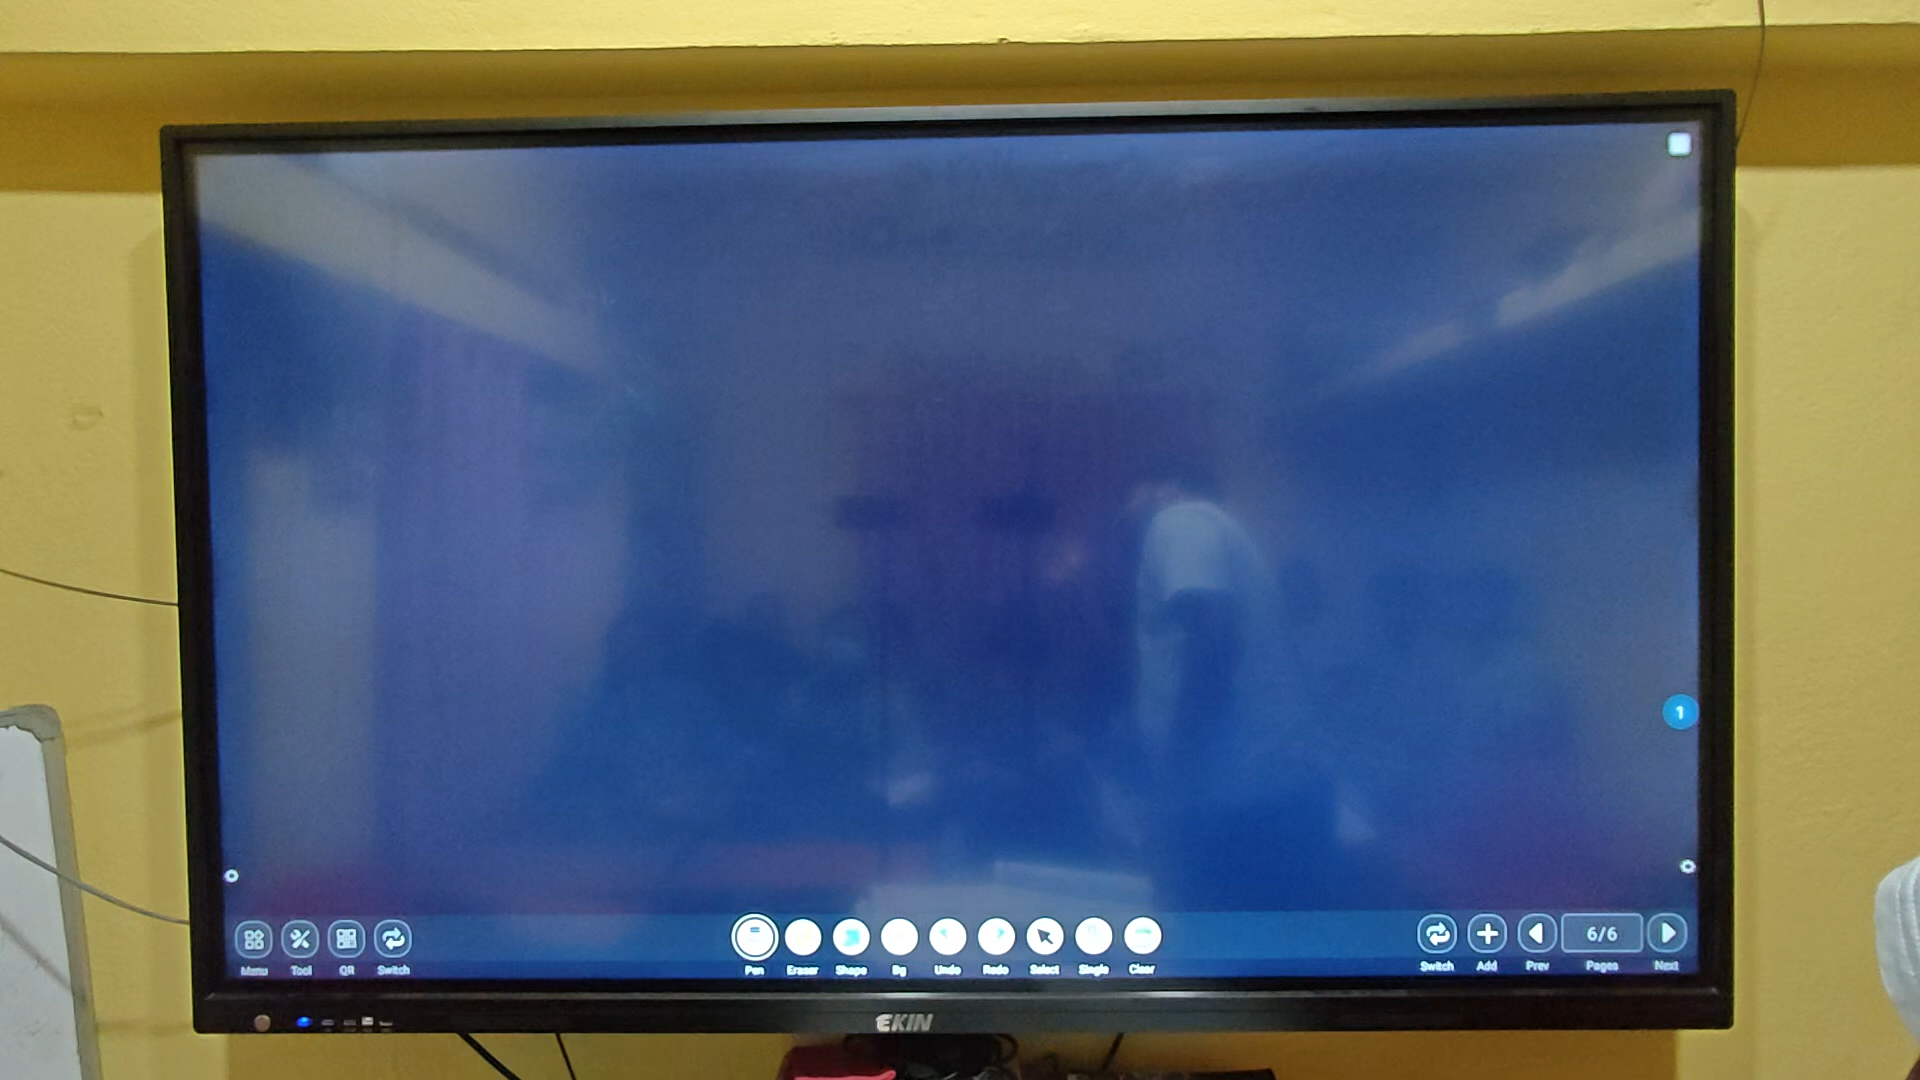 1
Menu Tool QR Switch
Pen Eraser Shape Bg Undo Redo Select Single Clear
Switch Add Prev 6/6 Pages Next
EKIN